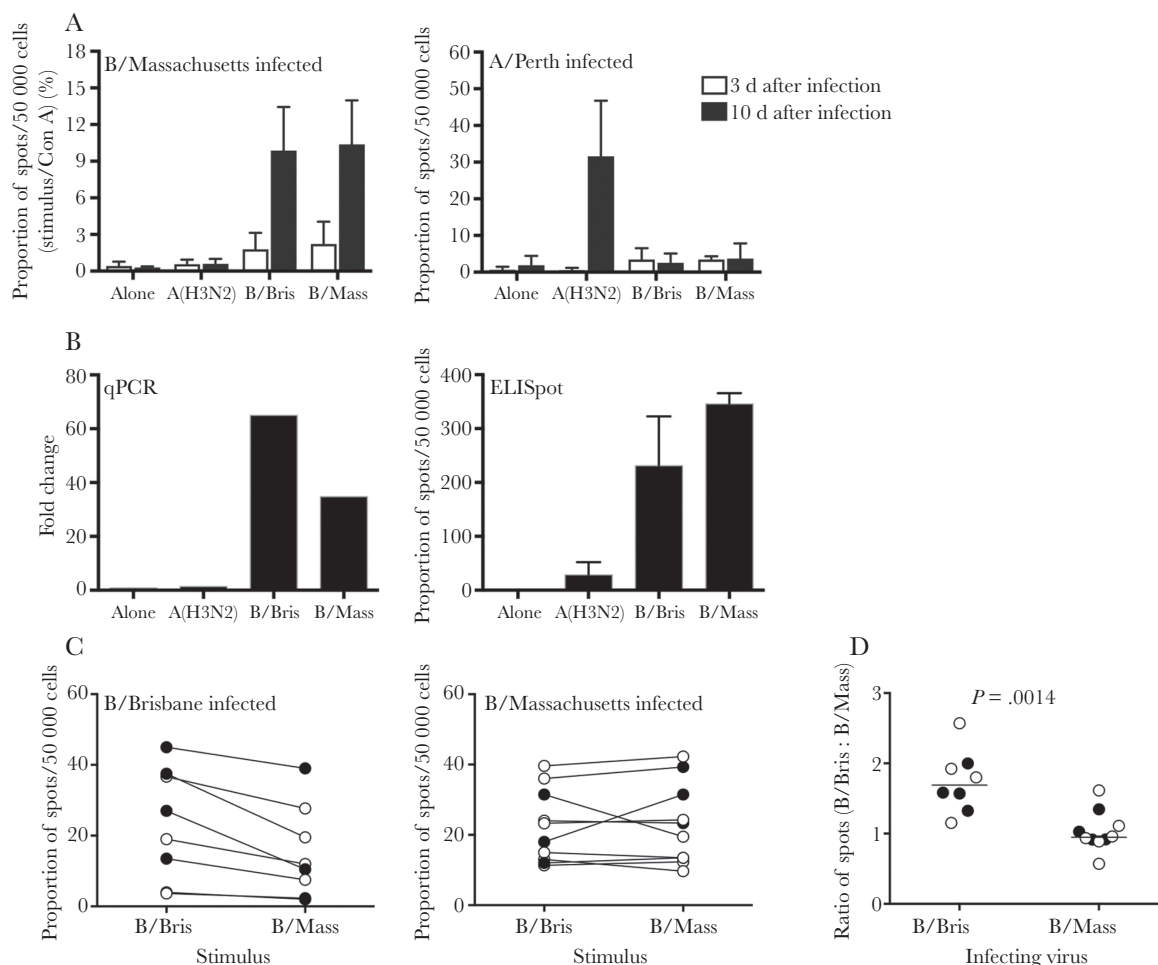 A
B/Massachusetts infected
Proportion of spots/50 000 cells
(stimulus/Con A) (%)
18
15
12
9
6
3
0
Alone
A(H3N2)
B/Bris
B/Mass
A/Perth infected
Proportion of spots/50 000 cells
60
50
40
30
20
10
0
Alone
A(H3N2)
B/Bris
B/Mass
3 d after infection
10 d after infection
B
qPCR
Fold change
80
60
40
20
0
Alone
A(H3N2)
B/Bris
B/Mass
ELISpot
Proportion of spots/50 000 cells
400
300
200
100
0
Alone
A(H3N2)
B/Bris
B/Mass
C
B/Brisbane infected
Proportion of spots/50 000 cells
60
40
20
0
B/Bris
B/Mass
Stimulus
B/Massachusetts infected
Proportion of spots/50 000 cells
60
40
20
0
B/Bris
B/Mass
Stimulus
D
P = .0014
Ratio of spots (B/Bris : B/Mass)
3
2
1
0
B/Bris
B/Mass
Infecting virus